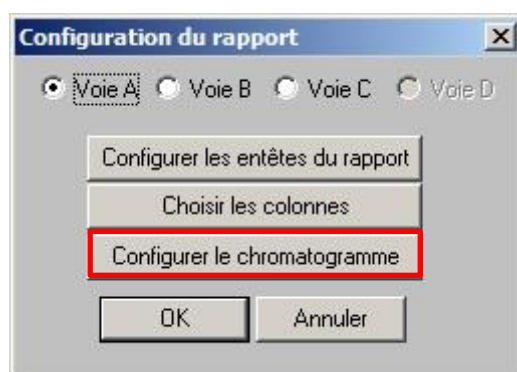 Configuration du rapport
Voie A Voie B Voie C Voie D
Configurer les entêtes du rapport
Choisir les colonnes
Configurer le chromatogramme
OK Annuler